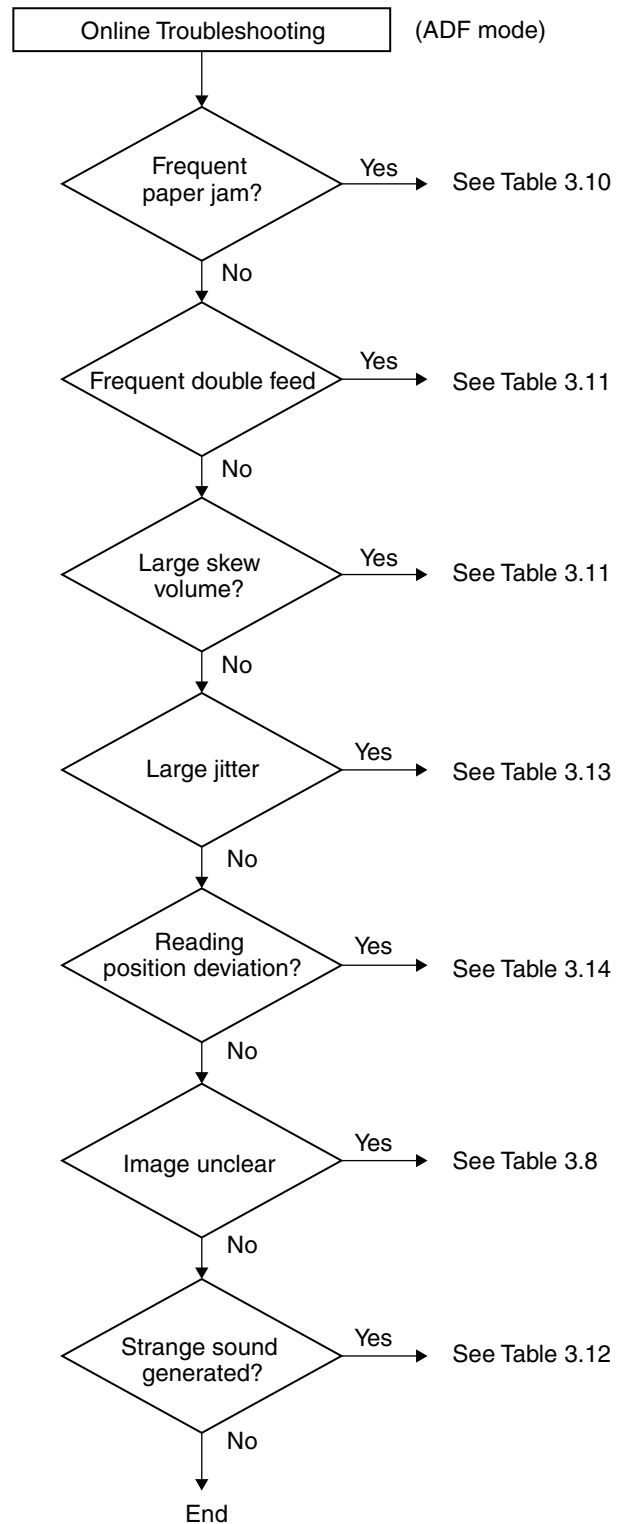 Online Troubleshooting (ADF mode)
Frequent
paper jam?
Yes
See Table 3.10
No
Frequent double feed
Yes
See Table 3.11
No
Large skew
volume?
Yes
See Table 3.11
No
Large jitter
Yes
See Table 3.13
No
Reading
position deviation?
Yes
See Table 3.14
No
Image unclear
Yes
See Table 3.8
No
Strange sound
generated?
Yes
See Table 3.12
No
End